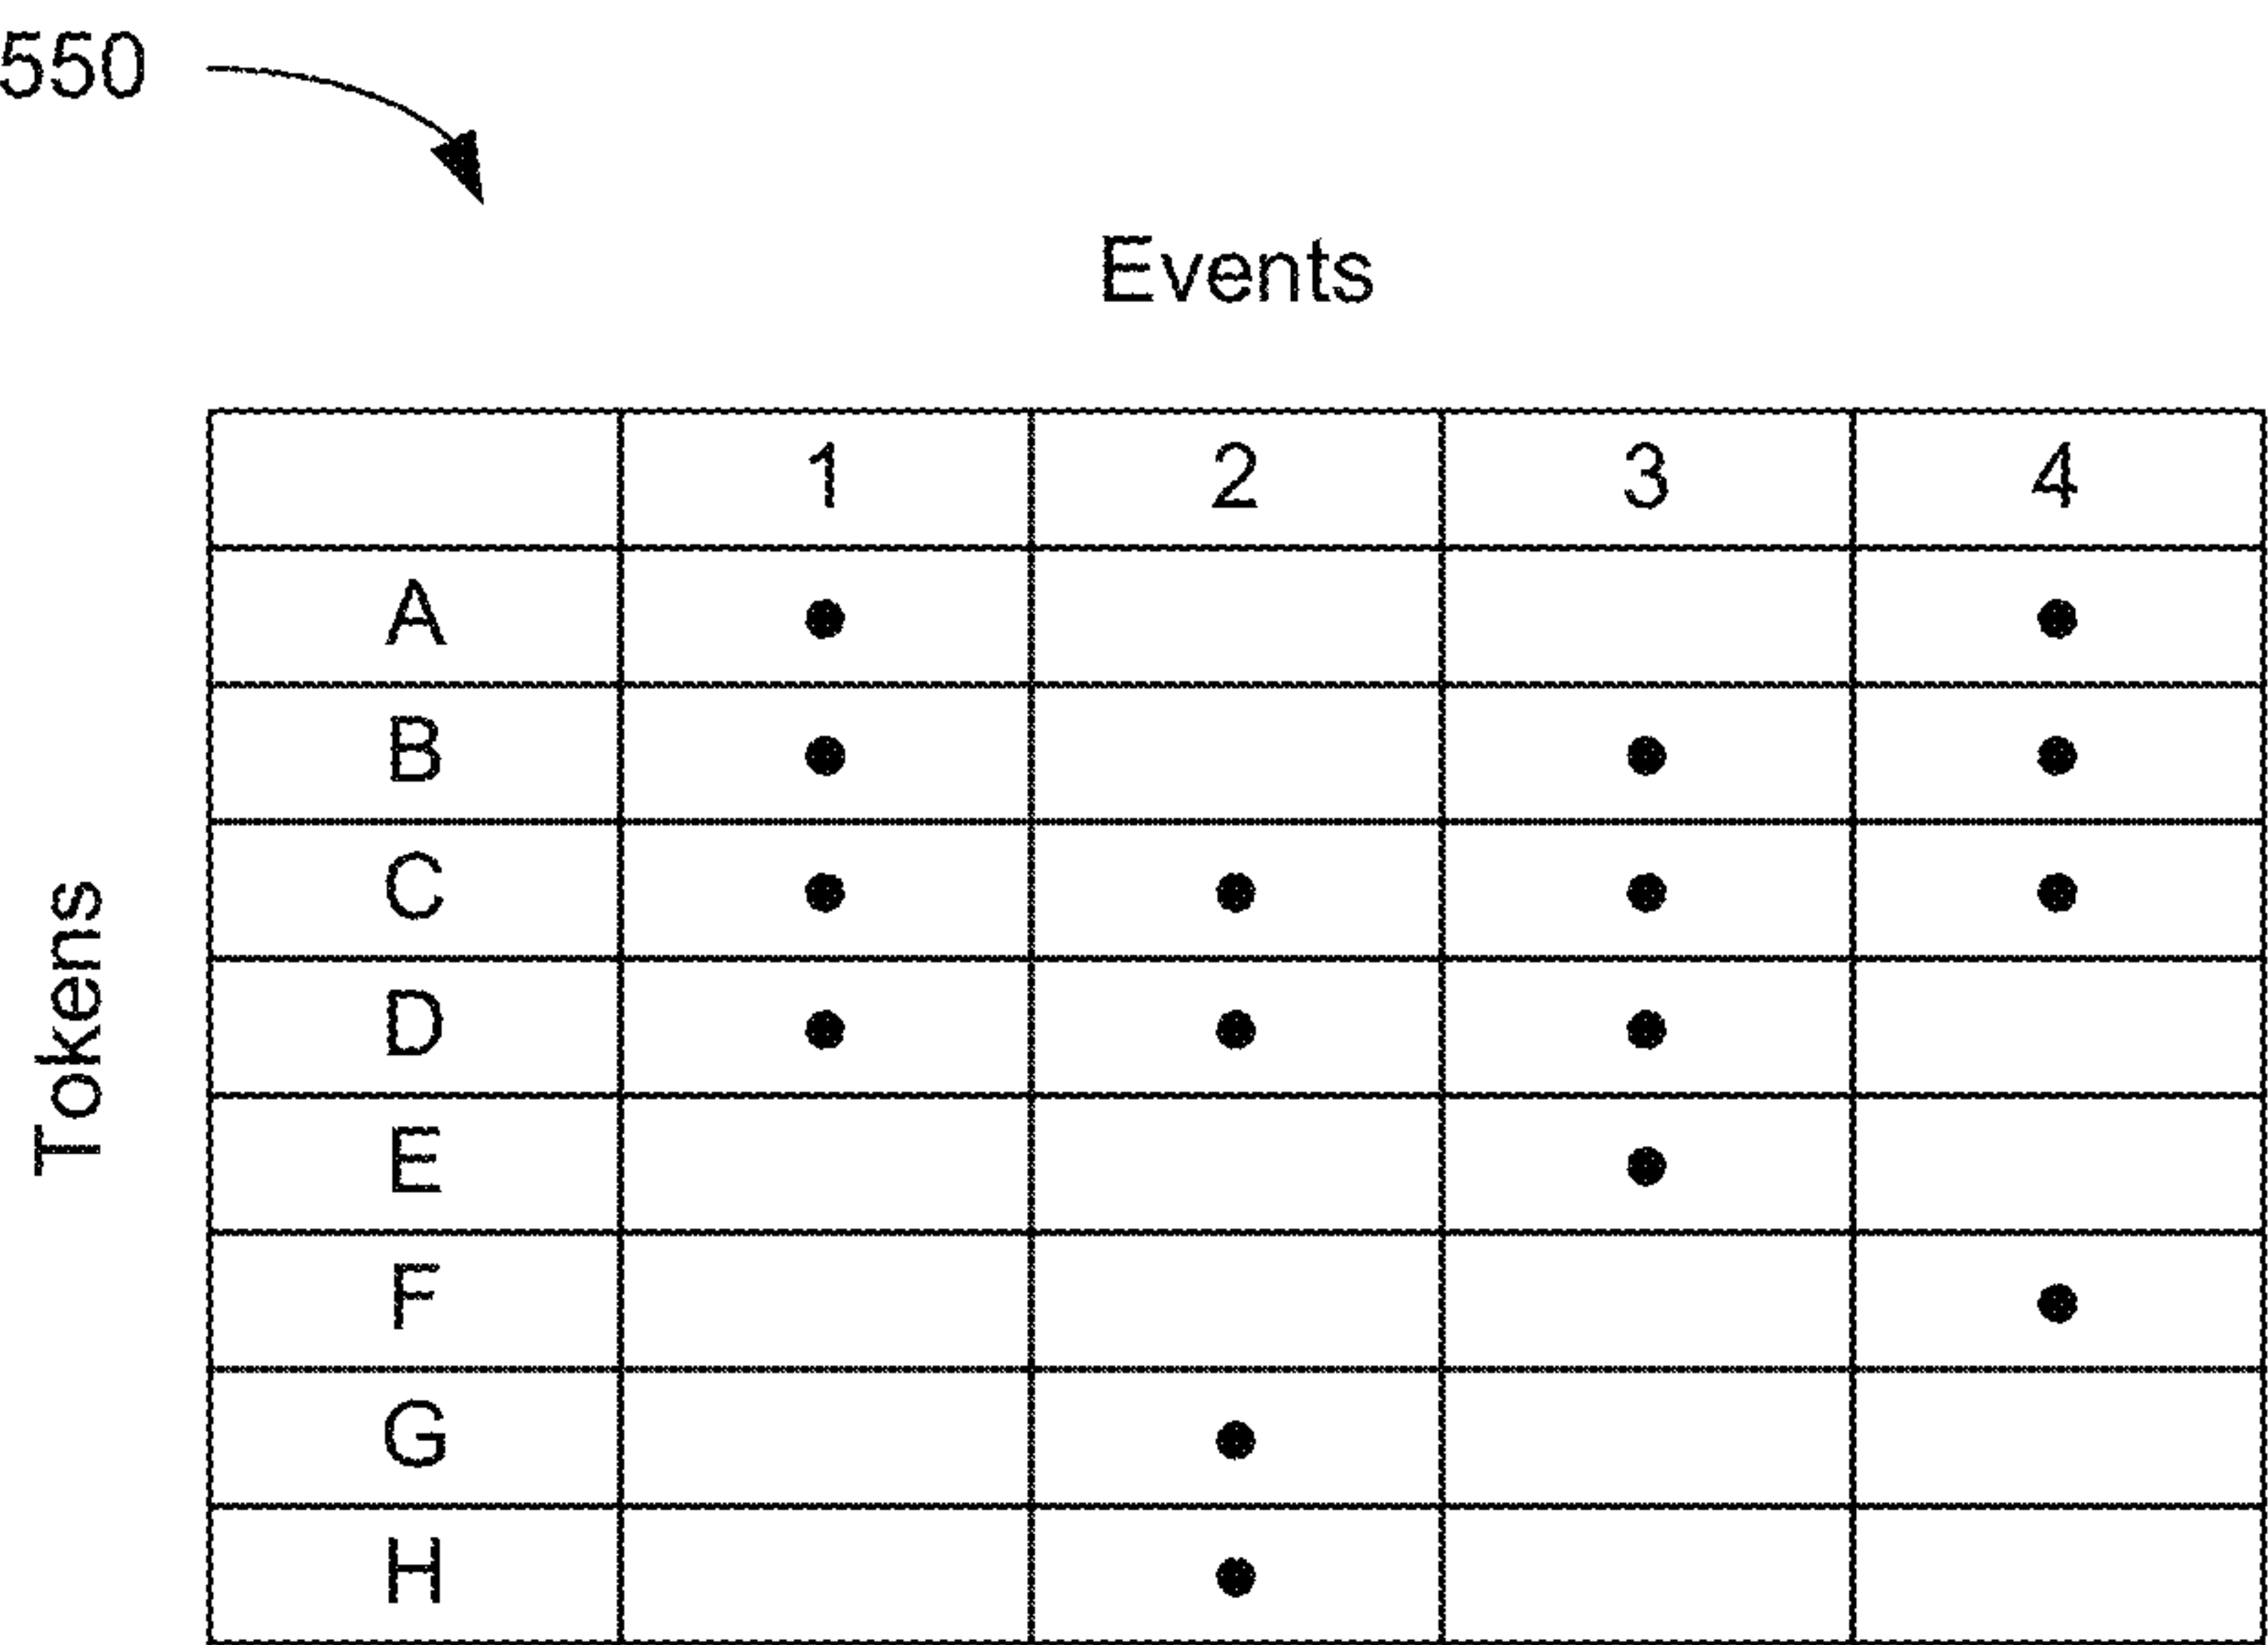 550
Events
1 2 3 4
Tokens
A ● ●
B ● ● ●
C ● ● ● ●
D ● ● ●
E ●
F ●
G ●
H ●